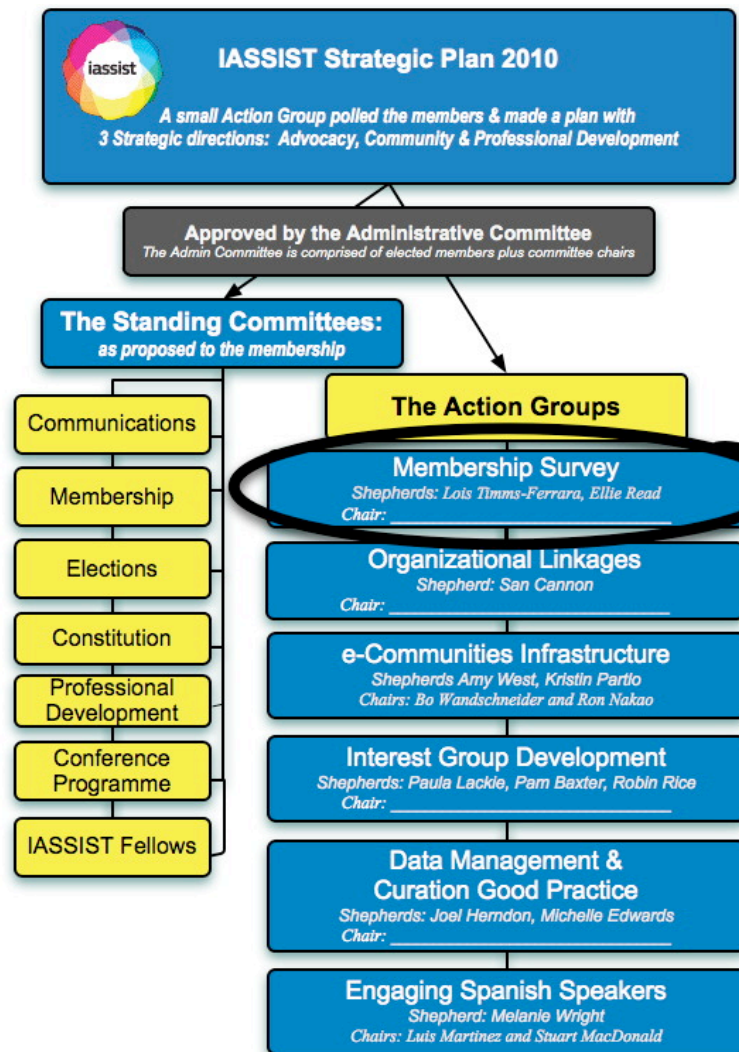 iassist
IASSIST Strategic Plan 2010
A small Action Group polled the members & made a plan with
3 Strategic directions: Advocacy, Community & Professional Development
Approved by the Administrative Committee
The Admin Committee is comprised of elected members plus committee chairs
The Standing Committees:
as proposed to the membership
Communications
Membership
Elections
Constitution
Professional
Development
Conference
Programme
IASSIST Fellows
The Action Groups
Membership Survey
Shepherds: Lois Timms-Ferrara, Ellie Read
Chair: ______________________________
Organizational Linkages
Shepherd: San Cannon
Chair: ______________________________
e-Communities Infrastructure
Shepherds Amy West, Kristin Partlo
Chairs: Bo Wandschneider and Ron Nakao
Interest Group Development
Shepherds: Paula Lackie, Pam Baxter, Robin Rice
Chair: ______________________________
Data Management &
Curation Good Practice
Shepherds: Joel Herndon, Michelle Edwards
Chair: ______________________________
Engaging Spanish Speakers
Shepherd: Melanie Wright
Chairs: Luis Martinez and Stuart MacDonald